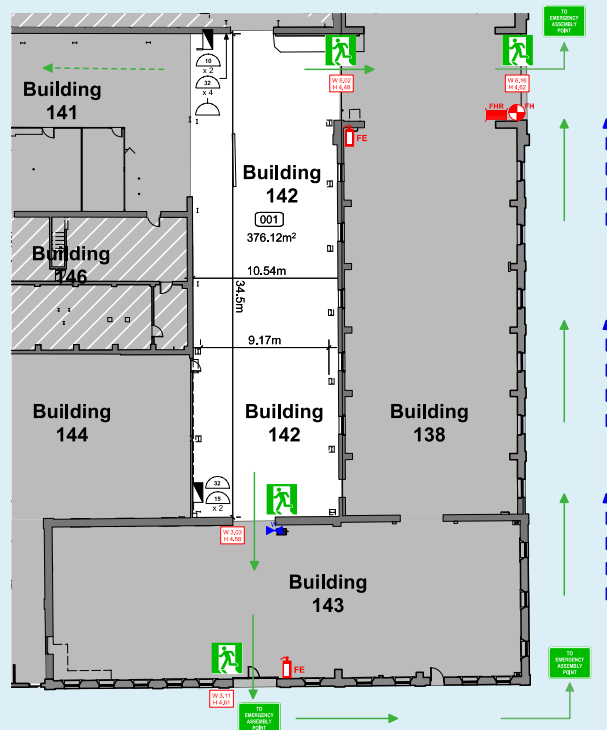 TO
EMERGENCY
ASSEMBLY
POINT
10
x 2
32
x 4
W 6,02
H 4,48
W 6,16
H 4,62
Building
141
FHR
FH
FE
Building
142
001
376.12m²
Building
146
10.54m
34.5m
9.17m
Building
144
Building
142
Building
138
32
15
x 2
W 3,03
H 4,58
Building
143
FE
W 3,11
H 4,61
TO
EMERGENCY
ASSEMBLY
POINT
TO
EMERGENCY
ASSEMBLY
POINT